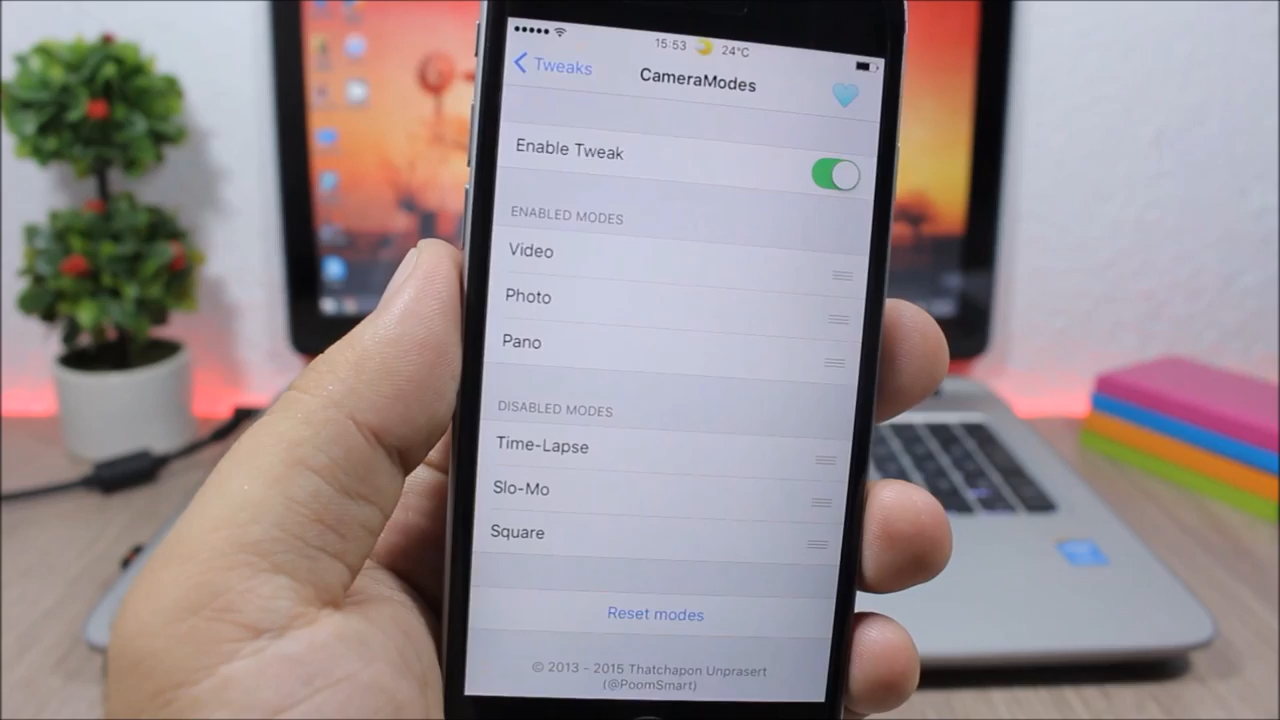 15:53 24°C
Tweaks
CameraModes
Enable Tweak
ENABLED MODES
Video
Photo
Pano
DISABLED MODES
Time-Lapse
Slo-Mo
Square
Reset modes
© 2013 - 2015 Thatchapon Unprasert
(@PoomSmart)